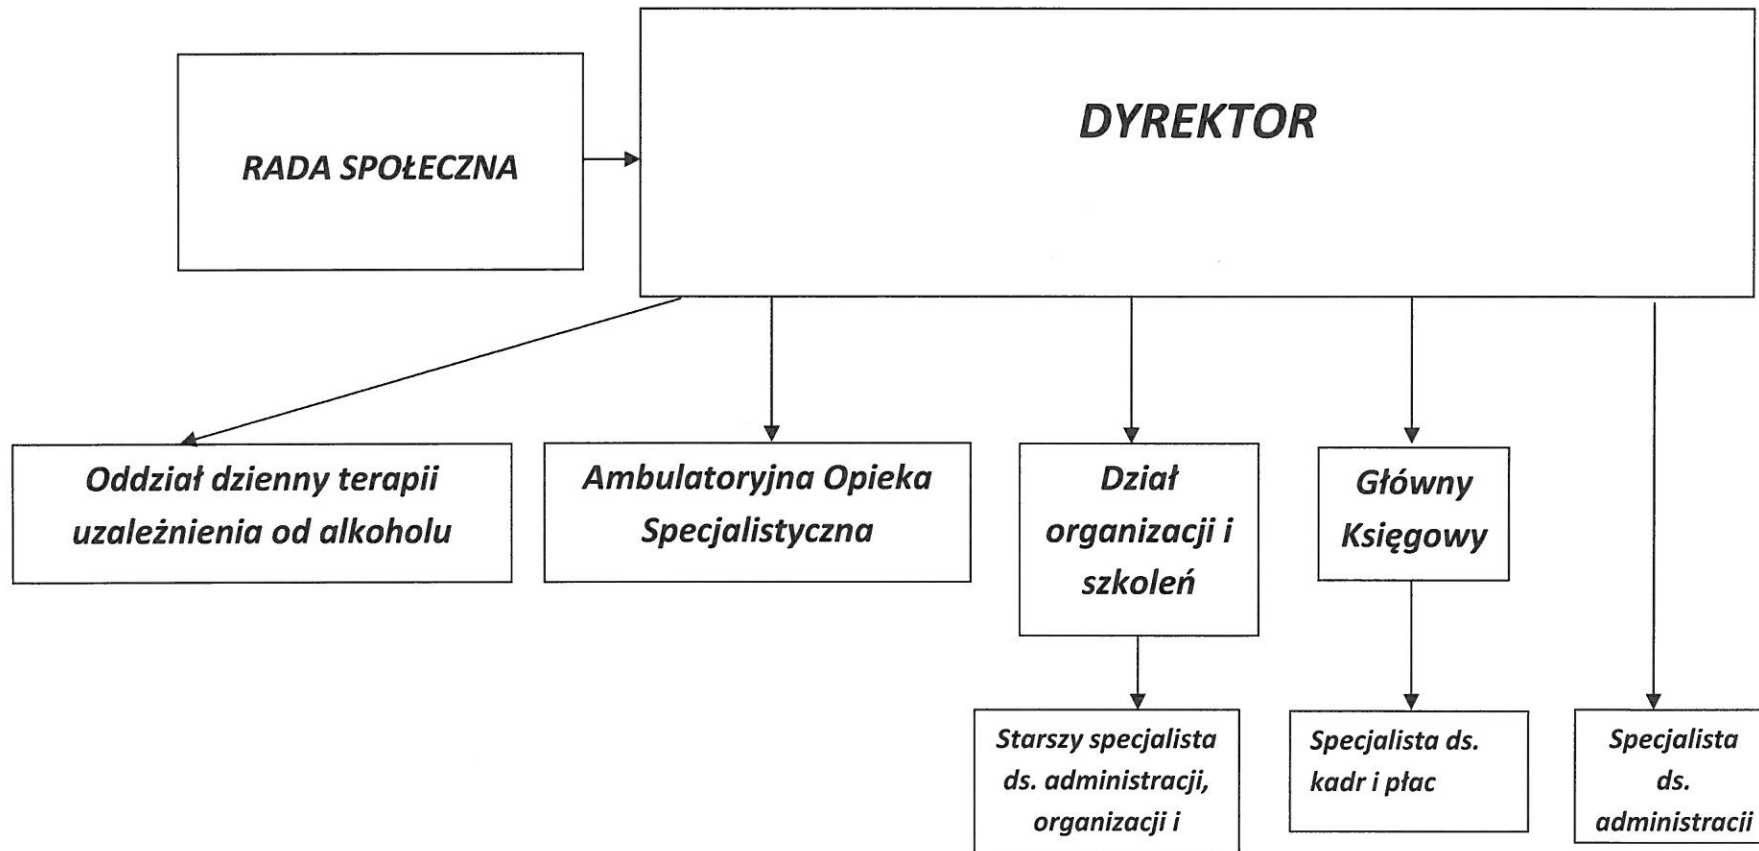 DYREKTOR
RADA SPOŁECZNA
Oddział dzienny terapii
uzależnienia od alkoholu
Ambulatoryjna Opieka
Specjalistyczna
Dział
organizacji i
szkoleń
Główny
Księgowy
Starszy specjalista
ds. administracji,
organizacji i
Specjalista ds.
kadr i płac
Specjalista
ds.
administracji